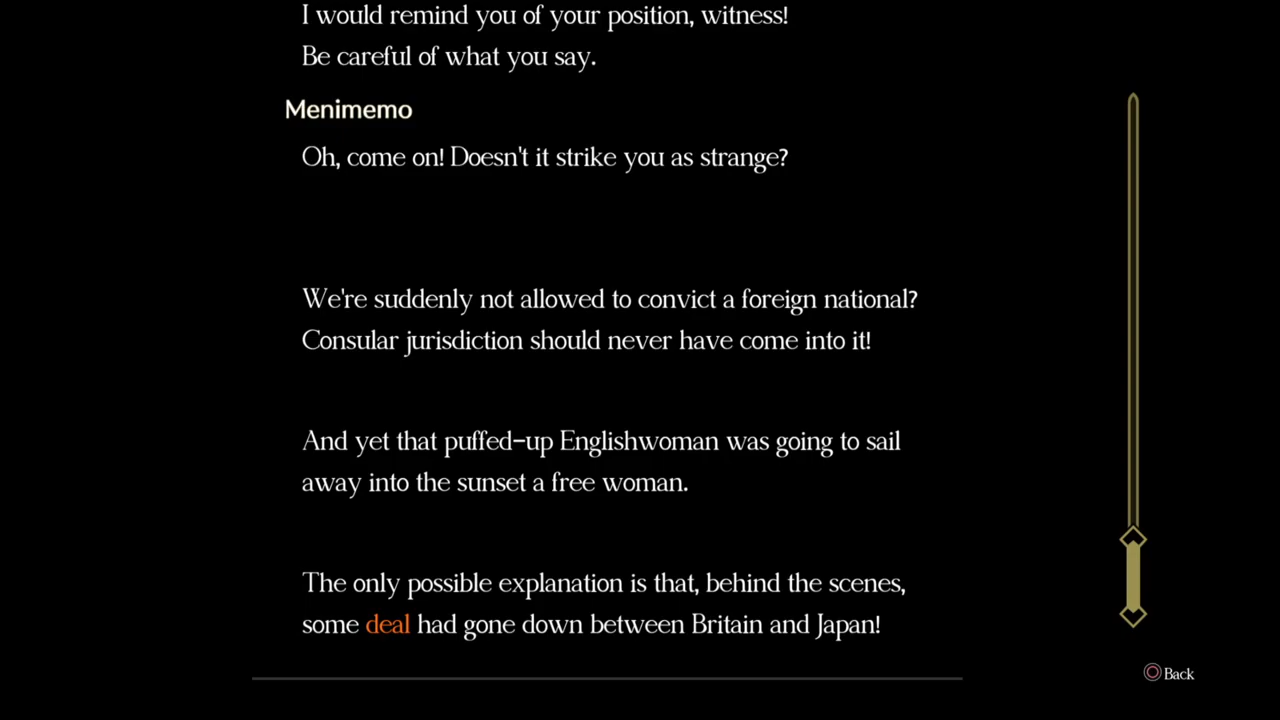 I would remind you of your position, witness!
Be careful of what you say.
Menimemo
Oh, come on! Doesn't it strike you as strange?
We're suddenly not allowed to convict a foreign national?
Consular jurisdiction should never have come into it!
And yet that puffed-up Englishwoman was going to sail
away into the sunset a free woman.
The only possible explanation is that, behind the scenes,
some deal had gone down between Britain and Japan!
Back